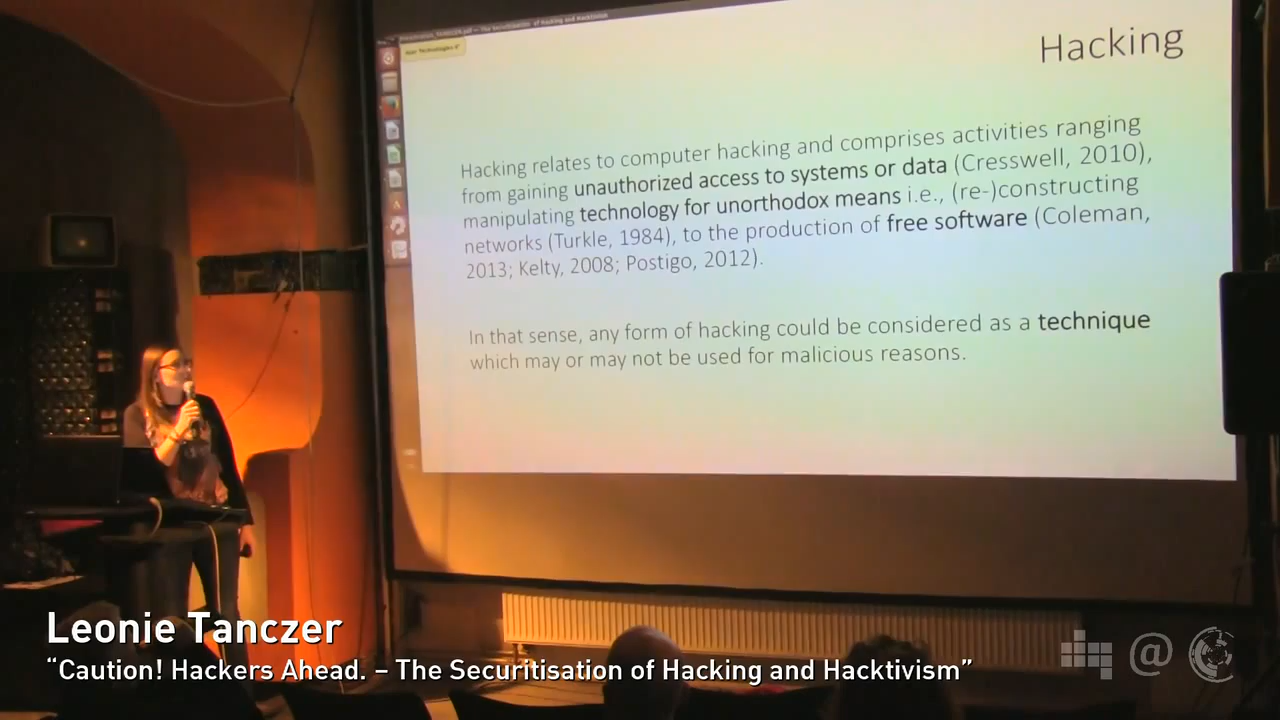 Hacking
Hacking relates to computer hacking and comprises activities ranging
from gaining unauthorized access to systems or data (Cresswell, 2010),
manipulating technology for unorthodox means i.e., (re-)constructing
networks (Turkle, 1984), to the production of free software (Coleman,
2013; Kelty, 2008; Postigo, 2012).
In that sense, any form of hacking could be considered as a technique
which may or may not be used for malicious reasons.
Leonie Tanczer
“Caution! Hackers Ahead. – The Securitisation of Hacking and Hacktivism”
@